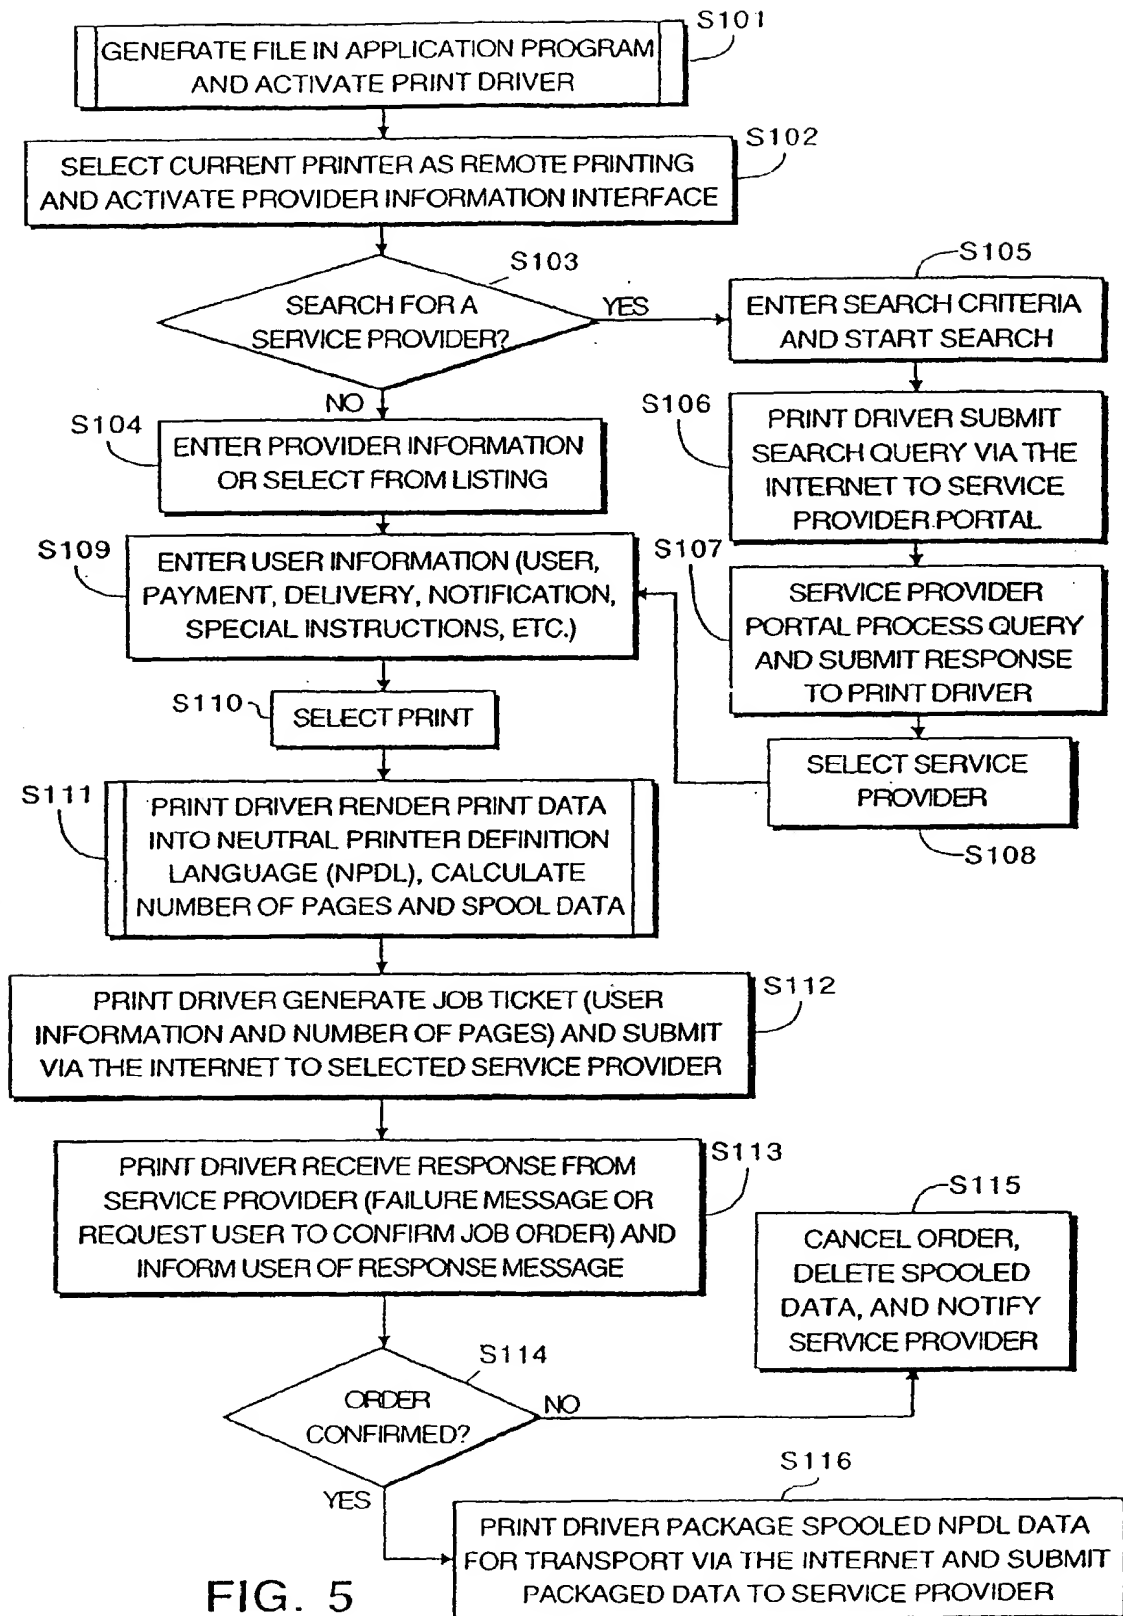 S101
GENERATE FILE IN APPLICATION PROGRAM
AND ACTIVATE PRINT DRIVER
S102
SELECT CURRENT PRINTER AS REMOTE PRINTING
AND ACTIVATE PROVIDER INFORMATION INTERFACE
S103
SEARCH FOR A
SERVICE PROVIDER?
YES
NO
S105
ENTER SEARCH CRITERIA
AND START SEARCH
S104
ENTER PROVIDER INFORMATION
OR SELECT FROM LISTING
S106
PRINT DRIVER SUBMIT
SEARCH QUERY VIA THE
INTERNET TO SERVICE
PROVIDER PORTAL
S109
ENTER USER INFORMATION (USER,
PAYMENT, DELIVERY, NOTIFICATION,
SPECIAL INSTRUCTIONS, ETC.)
S107
SERVICE PROVIDER
PORTAL PROCESS QUERY
AND SUBMIT RESPONSE
TO PRINT DRIVER
S110
SELECT PRINT
SELECT SERVICE
PROVIDER
S108
S111
PRINT DRIVER RENDER PRINT DATA
INTO NEUTRAL PRINTER DEFINITION
LANGUAGE (NPDL), CALCULATE
NUMBER OF PAGES AND SPOOL DATA
S112
PRINT DRIVER GENERATE JOB TICKET (USER
INFORMATION AND NUMBER OF PAGES) AND SUBMIT
VIA THE INTERNET TO SELECTED SERVICE PROVIDER
S113
PRINT DRIVER RECEIVE RESPONSE FROM
SERVICE PROVIDER (FAILURE MESSAGE OR
REQUEST USER TO CONFIRM JOB ORDER) AND
INFORM USER OF RESPONSE MESSAGE
S115
CANCEL ORDER,
DELETE SPOOLED
DATA, AND NOTIFY
SERVICE PROVIDER
S114
ORDER
CONFIRMED?
NO
YES
S116
PRINT DRIVER PACKAGE SPOOLED NPDL DATA
FOR TRANSPORT VIA THE INTERNET AND SUBMIT
PACKAGED DATA TO SERVICE PROVIDER
FIG. 5